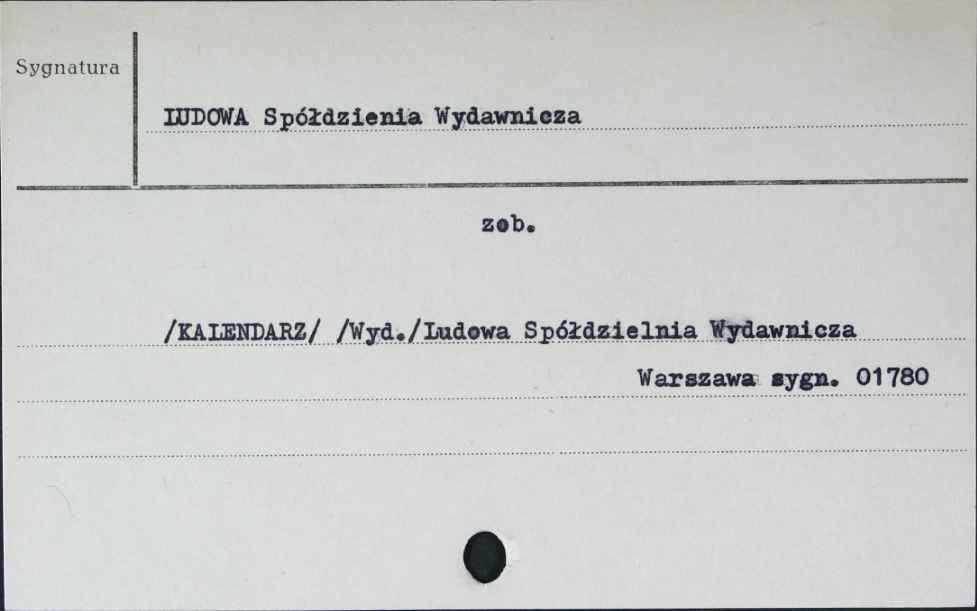 Sygnatura
LUDOWA Spółdzienia Wydawnicza
zob.
/KALENDARZ/ /Wyd./Ludowa Spółdzielnia Wydawnicza
Warszawa sygn. 01780